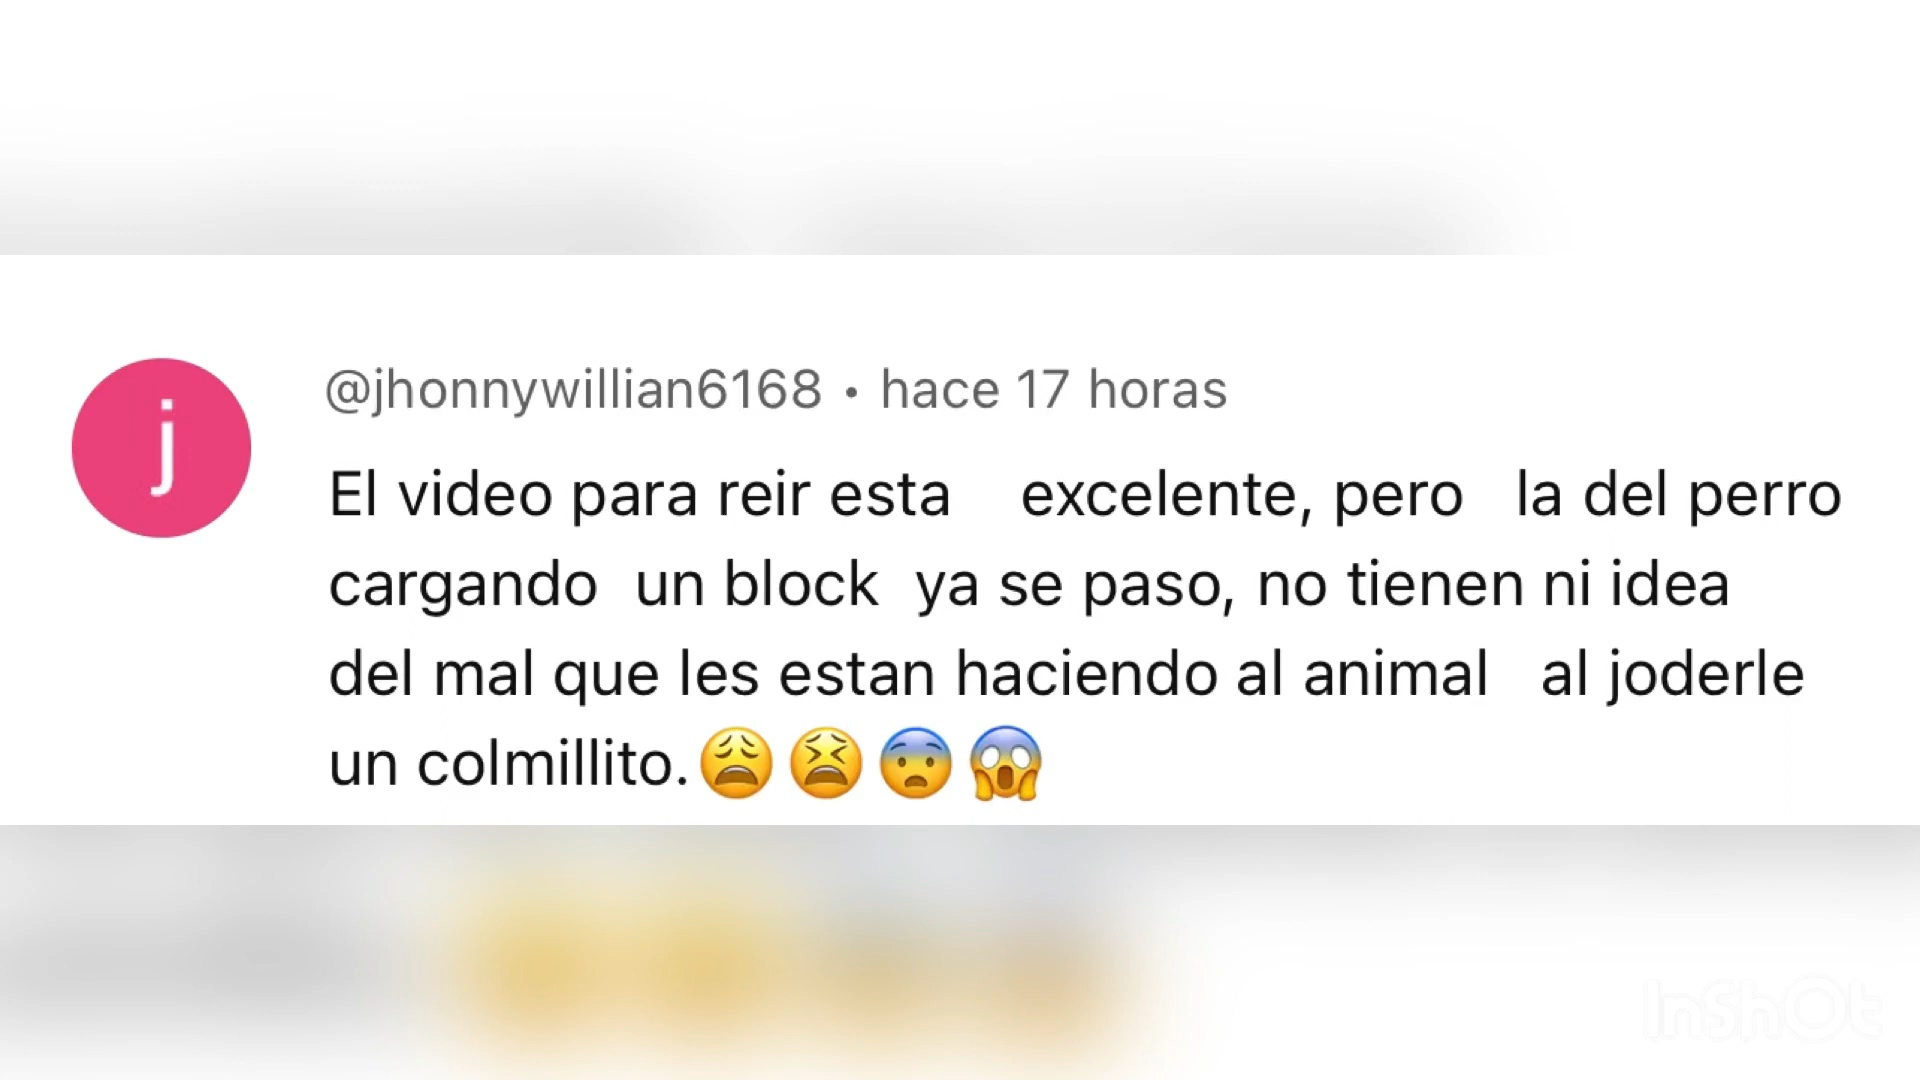 j
@jhonnywillian6168 • hace 17 horas
El video para reir esta excelente, pero la del perro
cargando un block ya se paso, no tienen ni idea
del mal que les estan haciendo al animal al joderle
un colmillito.😩😫😨😱
InShOt